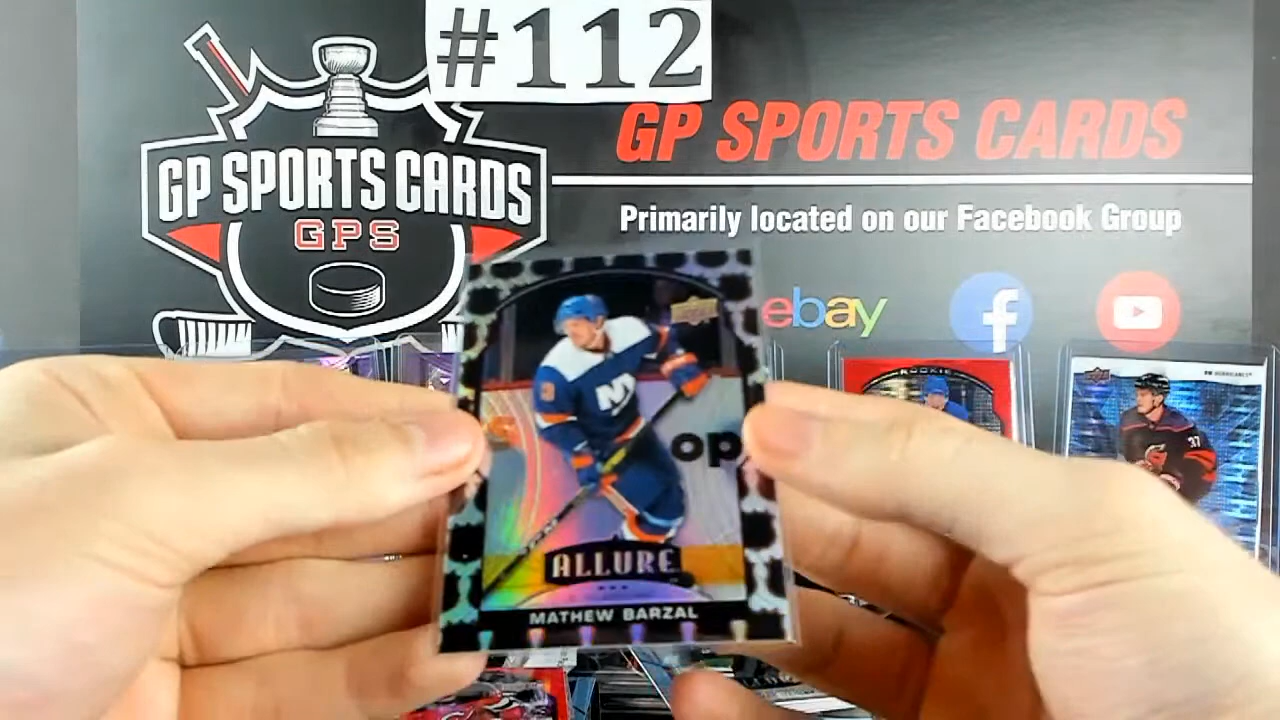 #112
GP SPORTS CARDS
GP SPORTS CARDS
GPS
Primarily located on our Facebook Group
ebay
f
NY
op
ROOKIE
37
ALLURE
MATHEW BARZAL